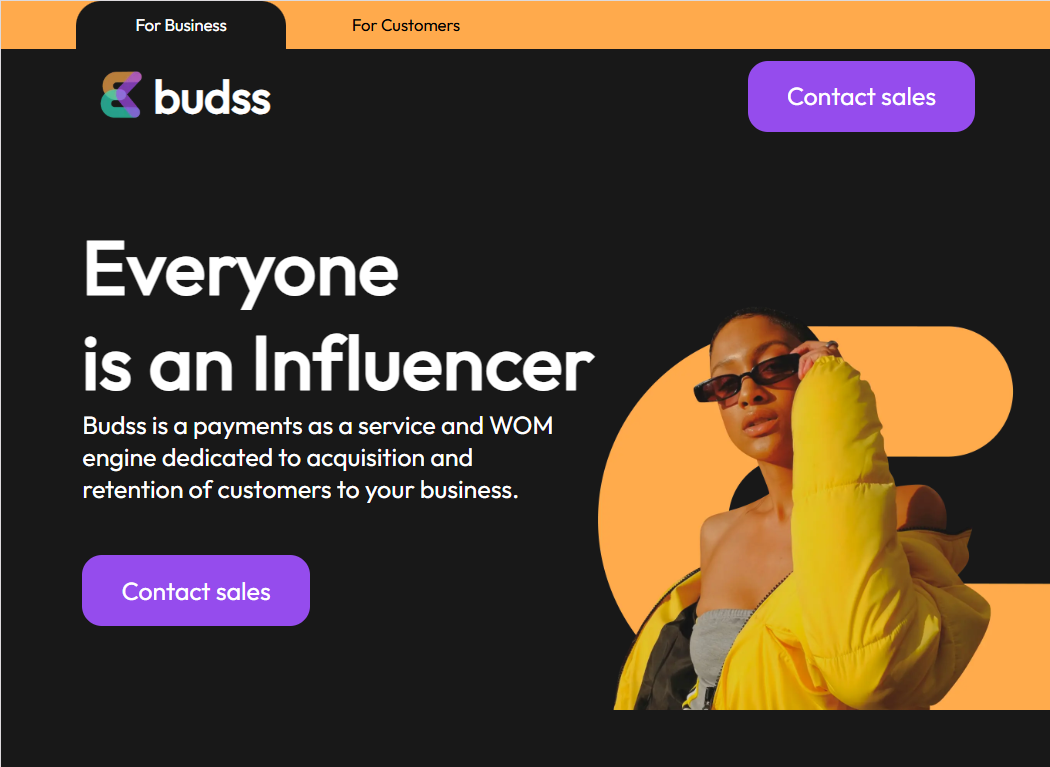 For Business
For Customers
budss
Contact sales
Everyone
is an Influencer
Budss is a payments as a service and WOM
engine dedicated to acquisition and
retention of customers to your business.
Contact sales